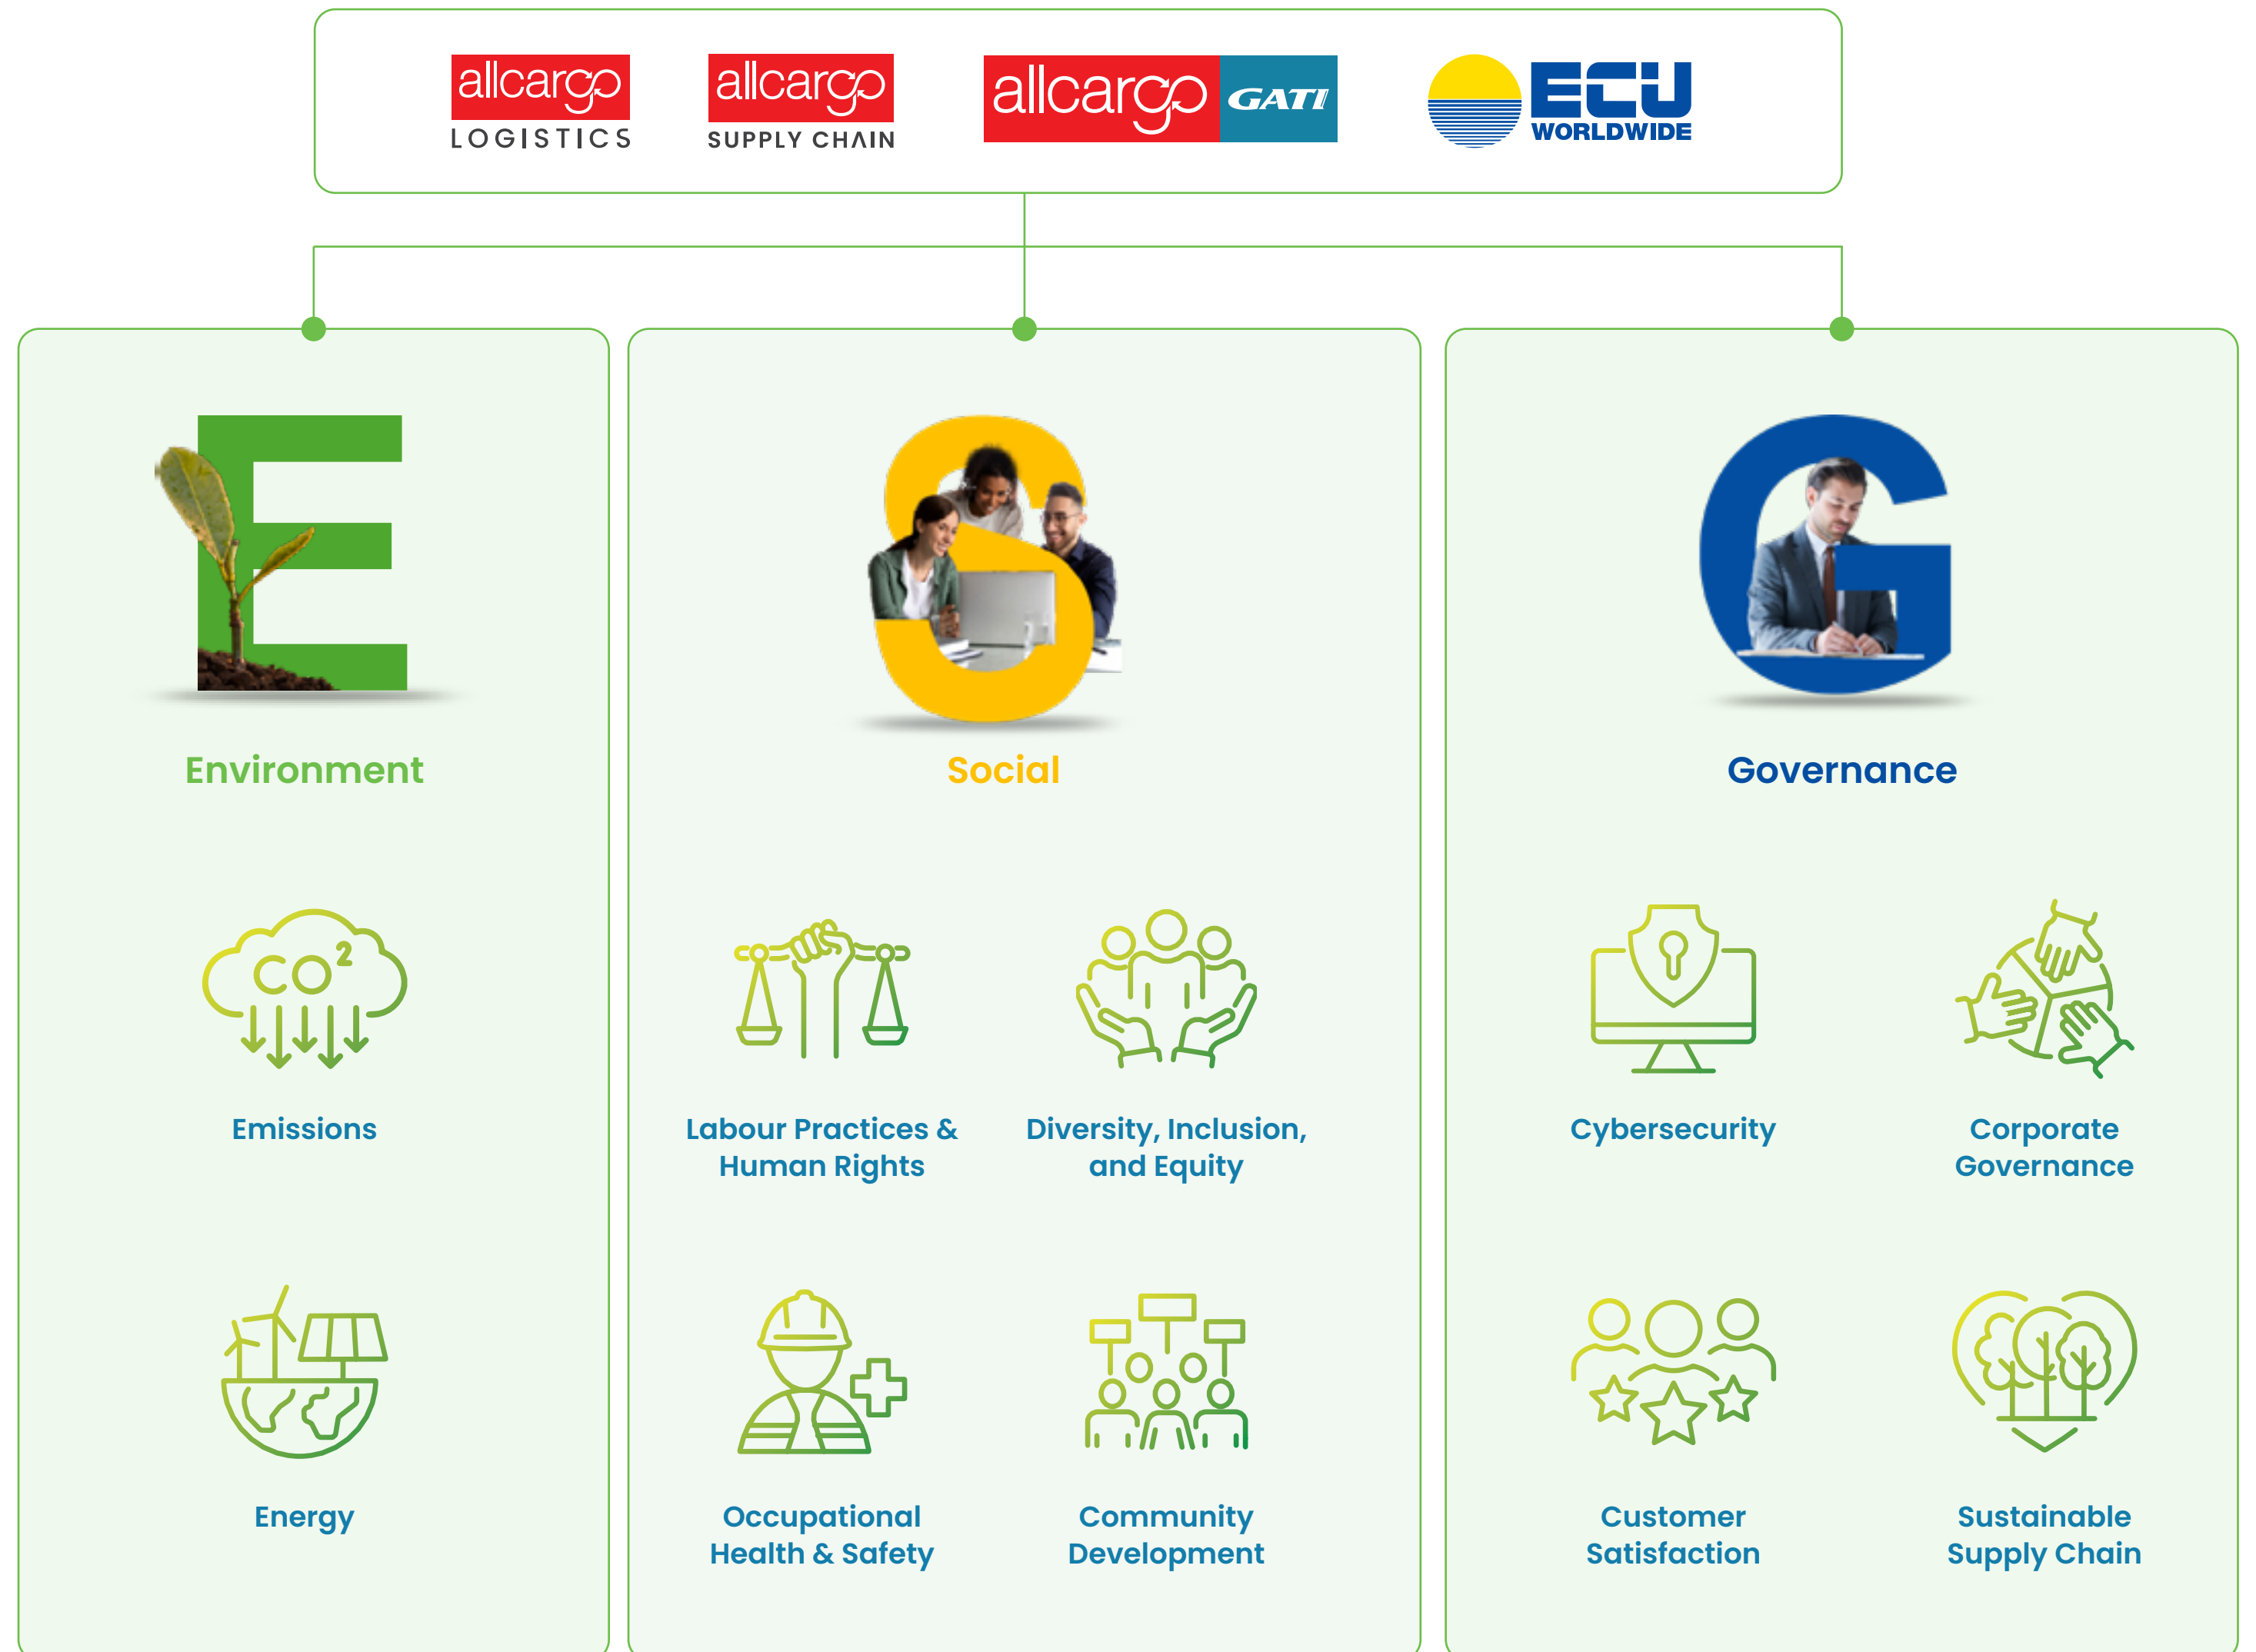 allcargo
LOGISTICS
allcargo
SUPPLY CHAIN
allcargo GATI
ECU
WORLDWIDE
E
S
G
Environment
Social
Governance
CO²
Emissions
Labour Practices &
Human Rights
Diversity, Inclusion,
and Equity
Cybersecurity
Corporate
Governance
Energy
Occupational
Health & Safety
Community
Development
Customer
Satisfaction
Sustainable
Supply Chain